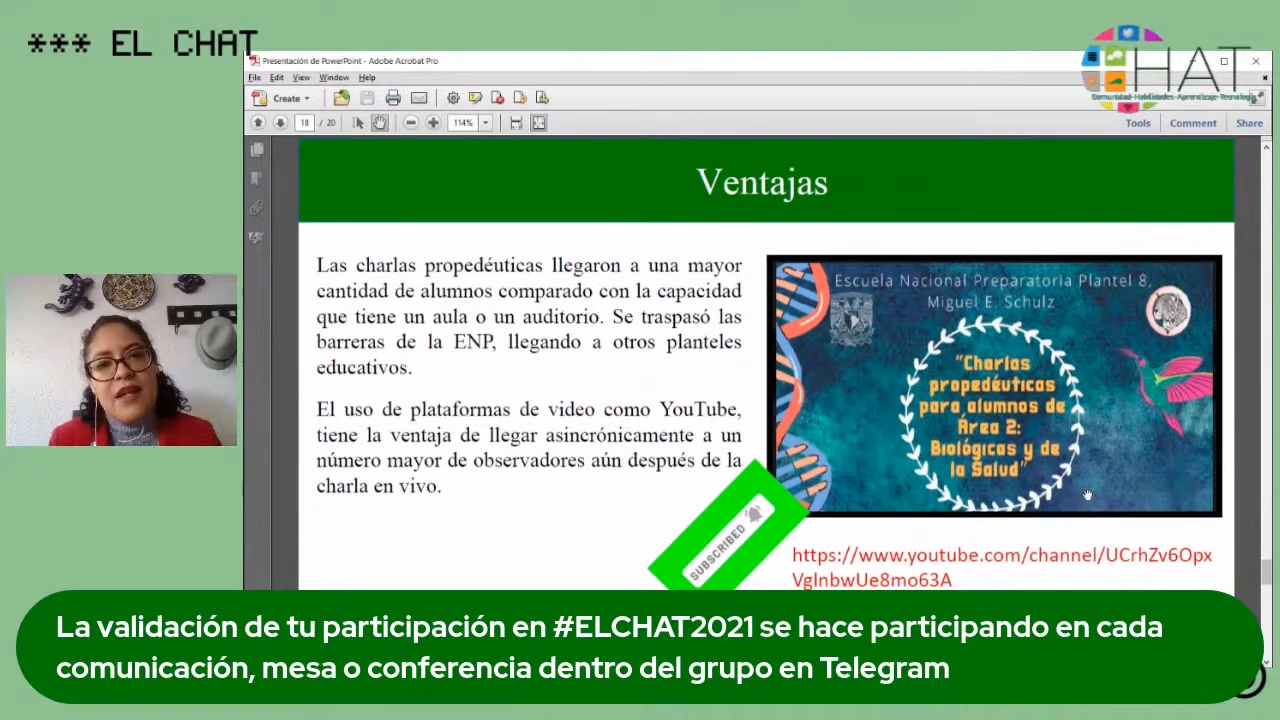 *** EL CHAT
HAT
Comunidad·Habilidades·Aprendizaje·Tecnología
Presentación de PowerPoint - Adobe Acrobat Pro
File Edit View Window Help
Create
18 / 20
114%
Tools Comment Share
Ventajas
Las charlas propedéuticas llegaron a una mayor
cantidad de alumnos comparado con la capacidad
que tiene un aula o un auditorio. Se traspasó las
barreras de la ENP, llegando a otros planteles
educativos.
El uso de plataformas de video como YouTube,
tiene la ventaja de llegar asincrónicamente a un
número mayor de observadores aún después de la
charla en vivo.
Escuela Nacional Preparatoria Plantel 8,
Miguel E. Schulz
"Charlas
propedéuticas
para alumnos de
Área 2:
Biológicas y de
la Salud"
SUBSCRIBED
https://www.youtube.com/channel/UCrhZv6Opx
VglnbwUe8mo63A
La validación de tu participación en #ELCHAT2021 se hace participando en cada
comunicación, mesa o conferencia dentro del grupo en Telegram